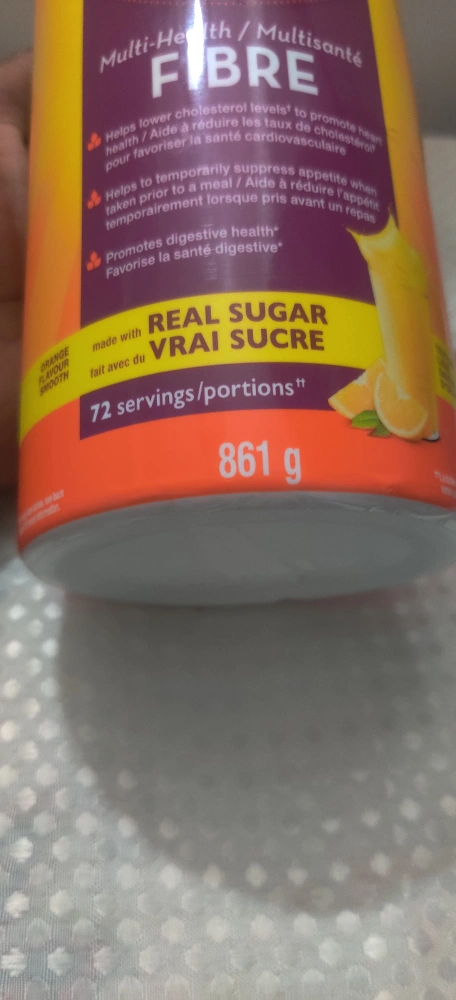 Multi-Health / Multisanté
FIBRE
Helps lower cholesterol levels† to promote heart
health / Aide à réduire les taux de cholestérol†
pour favoriser la santé cardiovasculaire
Helps to temporarily suppress appetite when
taken prior to a meal / Aide à réduire l'appétit
temporairement lorsque pris avant un repas
Promotes digestive health*
Favorise la santé digestive*
ORANGE
FLAVOUR
SMOOTH
made with REAL SUGAR
fait avec du VRAI SUCRE
72 servings/portions††
861 g